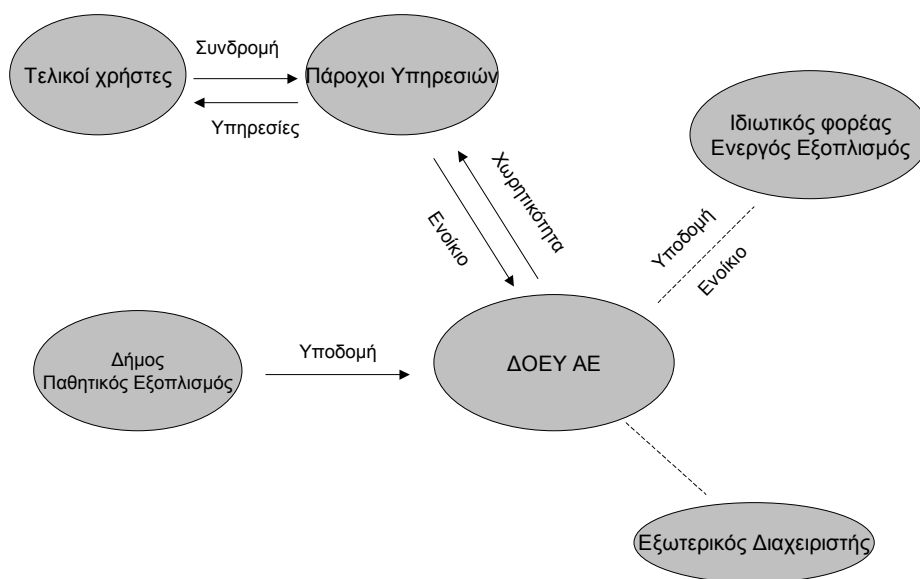 Συνδρομή
Τελικοί χρήστες
Πάροχοι Υπηρεσιών
Υπηρεσίες
Ιδιωτικός φορέας
Ενεργός Εξοπλισμός
Χωρητικότητα
Ενοίκιο
Υποδομή
Ενοίκιο
Δήμος
Παθητικός Εξοπλισμός
Υποδομή
ΔΟΕΥ ΑΕ
Εξωτερικός Διαχειριστής